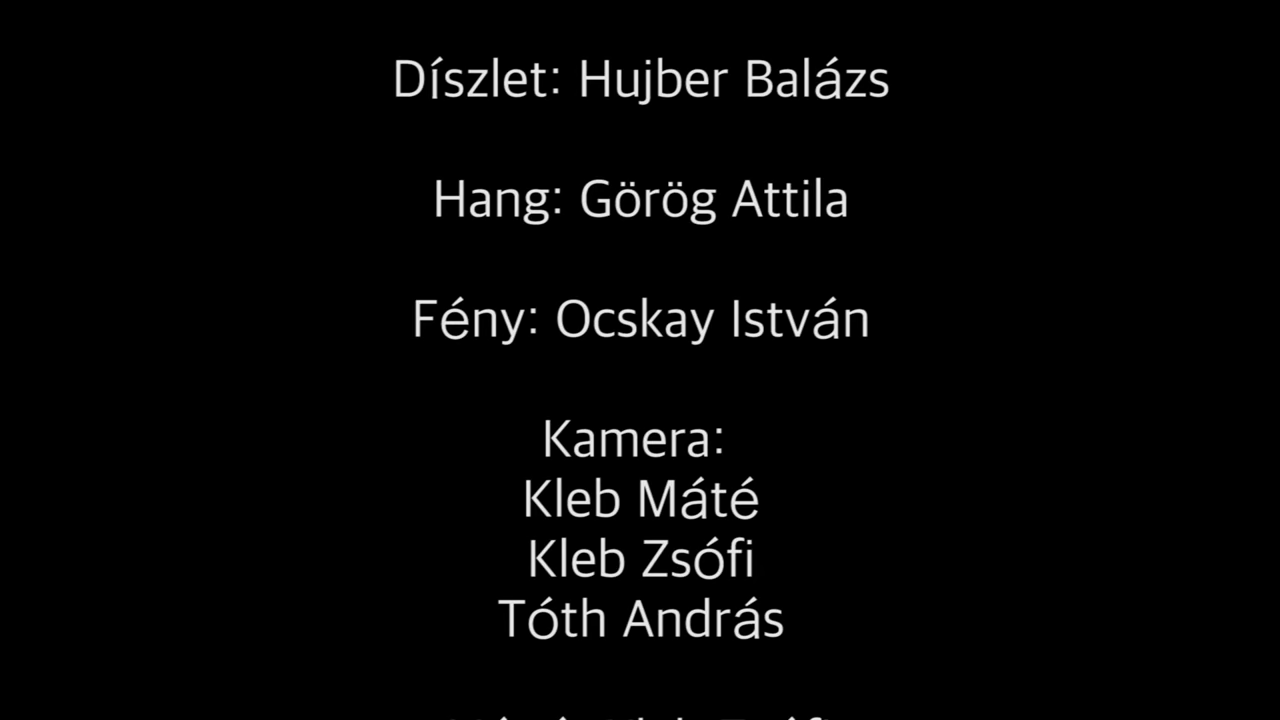 Díszlet: Hujber Balázs
Hang: Görög Attila
Fény: Ocskay István
Kamera:
Kleb Máté
Kleb Zsófi
Tóth András